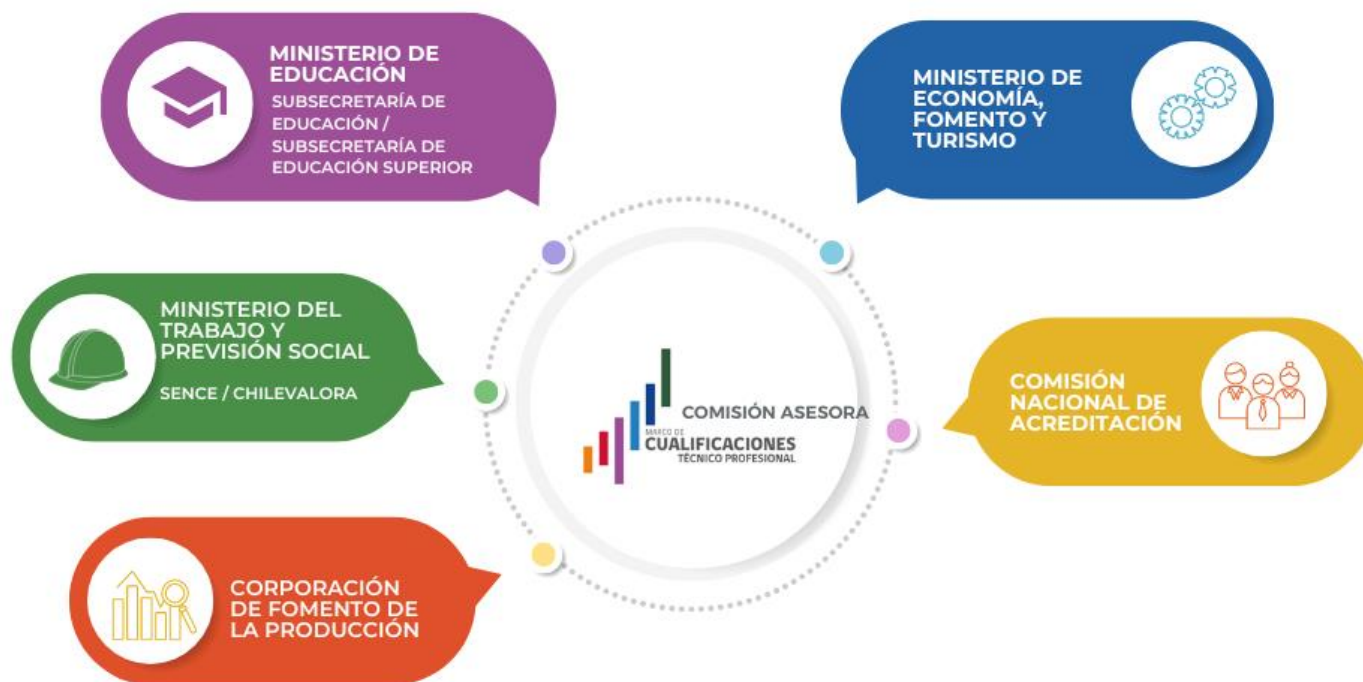 MINISTERIO DE
EDUCACIÓN
SUBSECRETARÍA DE
EDUCACIÓN /
SUBSECRETARÍA DE
EDUCACIÓN SUPERIOR
MINISTERIO DE
ECONOMÍA,
FOMENTO Y
TURISMO
MINISTERIO DEL
TRABAJO Y
PREVISIÓN SOCIAL
SENCE / CHILEVALORA
COMISIÓN ASESORA
MARCO DE
CUALIFICACIONES
TÉCNICO PROFESIONAL
COMISIÓN
NACIONAL DE
ACREDITACIÓN
CORPORACIÓN
DE FOMENTO DE
LA PRODUCCIÓN